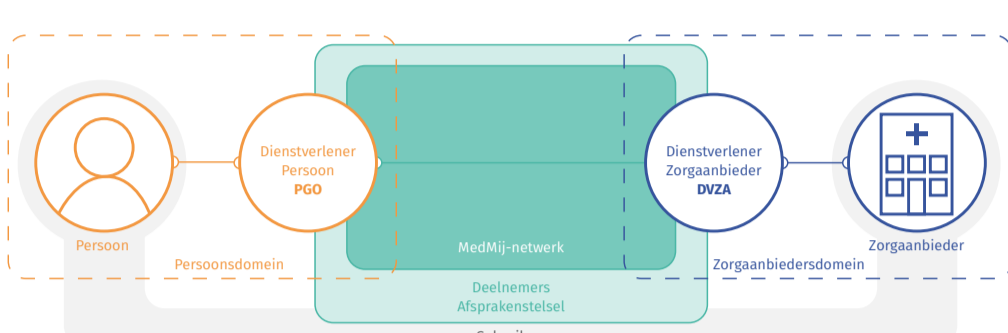 Dienstverlener
Persoon
PGO
Dienstverlener
Zorgaanbieder
DVZA
Persoon
Persoonsdomein
MedMij-netwerk
Zorgaanbieder
Zorgaanbiedersdomein
Deelnemers
Afsprakenstelsel